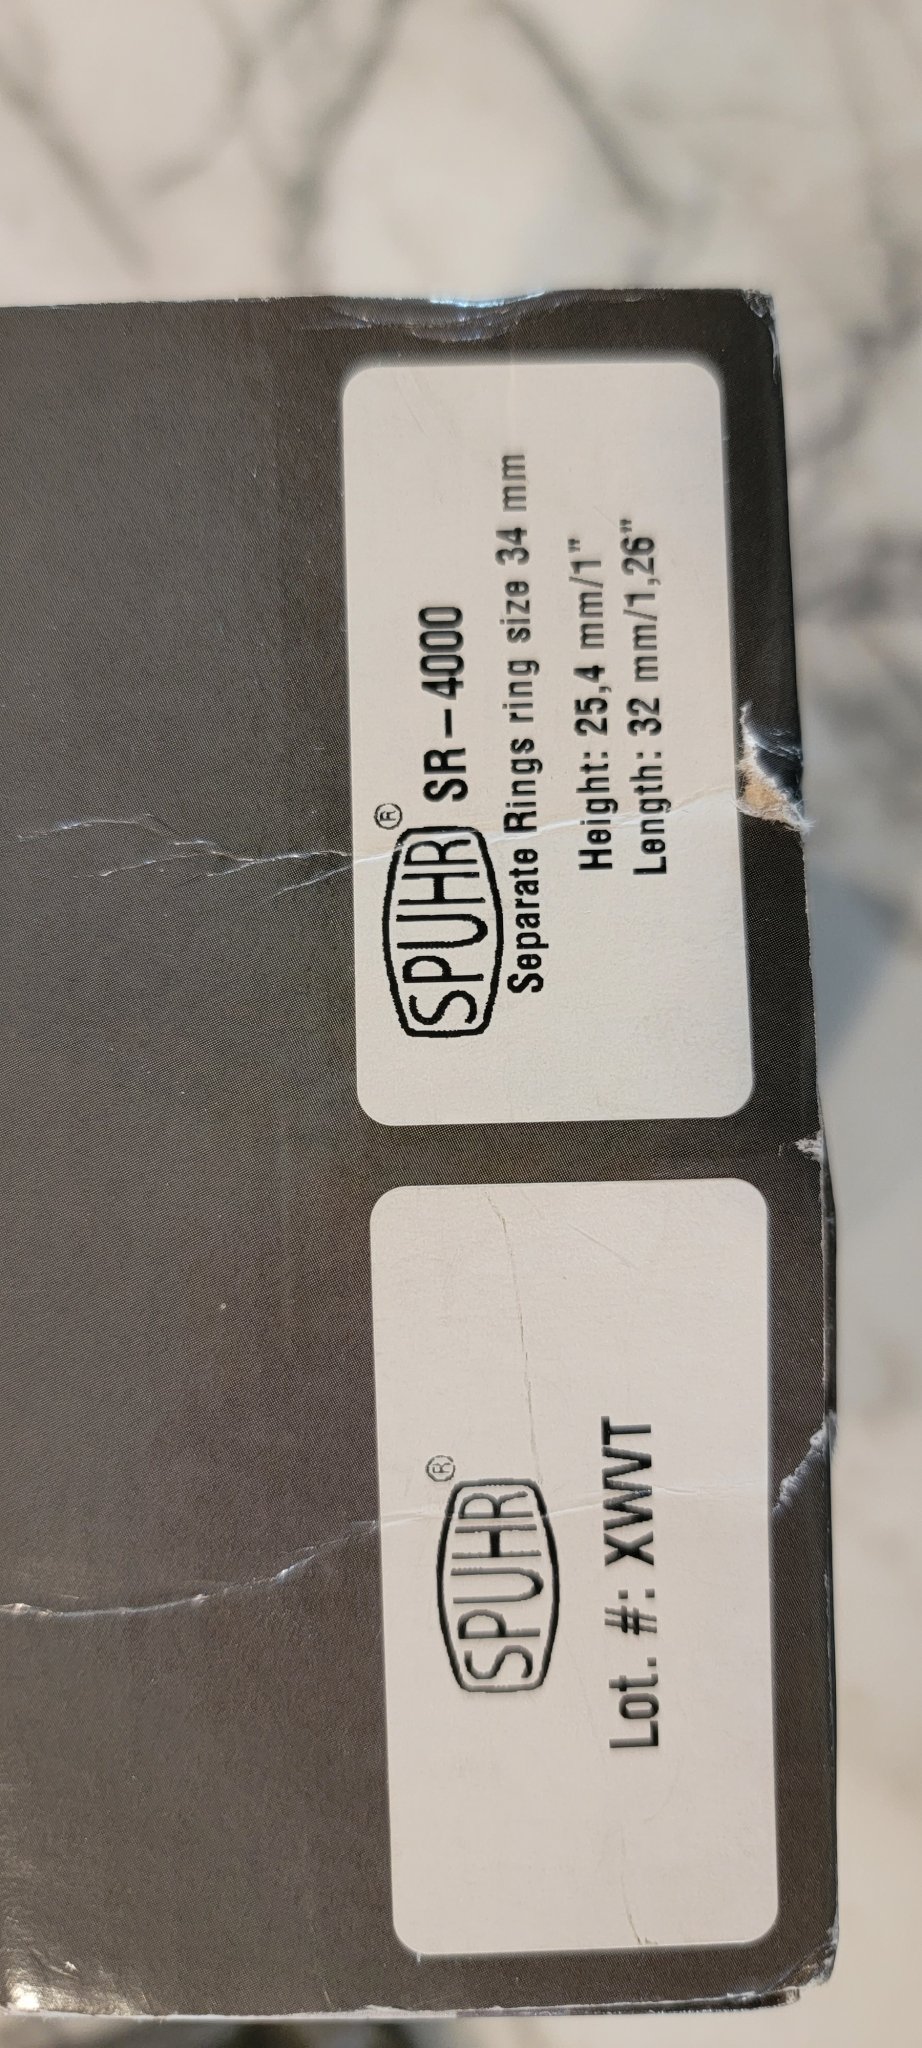 SPUHR® SR-4000
Separate Rings ring size 34 mm
Height: 25,4 mm/1"
Length: 32 mm/1,26"
SPUHR®
Lot. #: XWVT